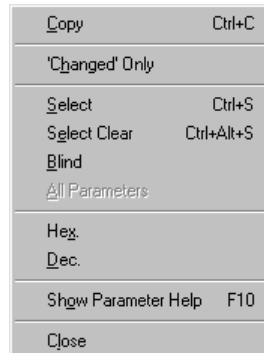 Copy Ctrl+C
'Changed' Only
Select Ctrl+S
Select Clear Ctrl+Alt+S
Blind
All Parameters
Hex.
Dec.
Show Parameter Help F10
Close